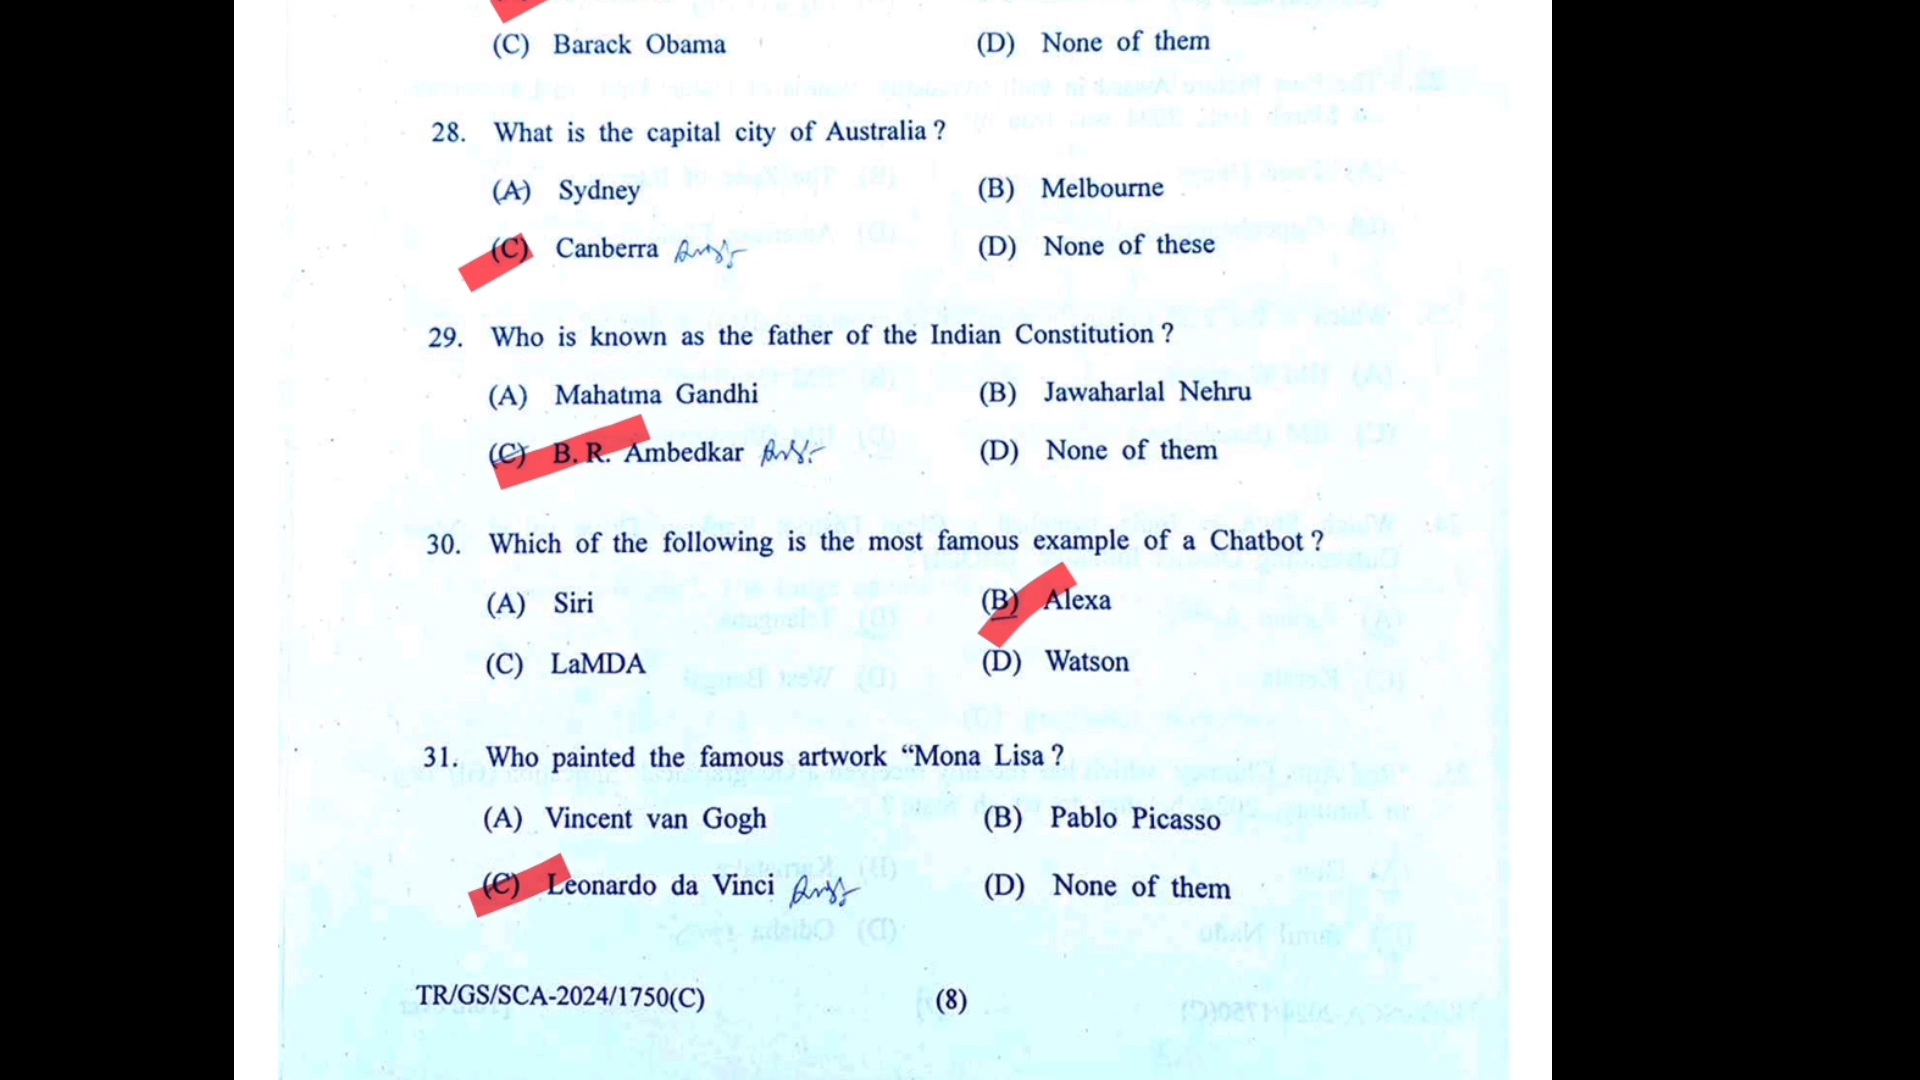 (C) Barack Obama (D) None of them
28. What is the capital city of Australia ?
(A) Sydney (B) Melbourne
(C) Canberra Ans:- (D) None of these
29. Who is known as the father of the Indian Constitution ?
(A) Mahatma Gandhi (B) Jawaharlal Nehru
(C) B. R. Ambedkar Ans:- (D) None of them
30. Which of the following is the most famous example of a Chatbot ?
(A) Siri (B) Alexa
(C) LaMDA (D) Watson
31. Who painted the famous artwork “Mona Lisa ?
(A) Vincent van Gogh (B) Pablo Picasso
(C) Leonardo da Vinci Ans:- (D) None of them
TR/GS/SCA-2024/1750(C) (8)